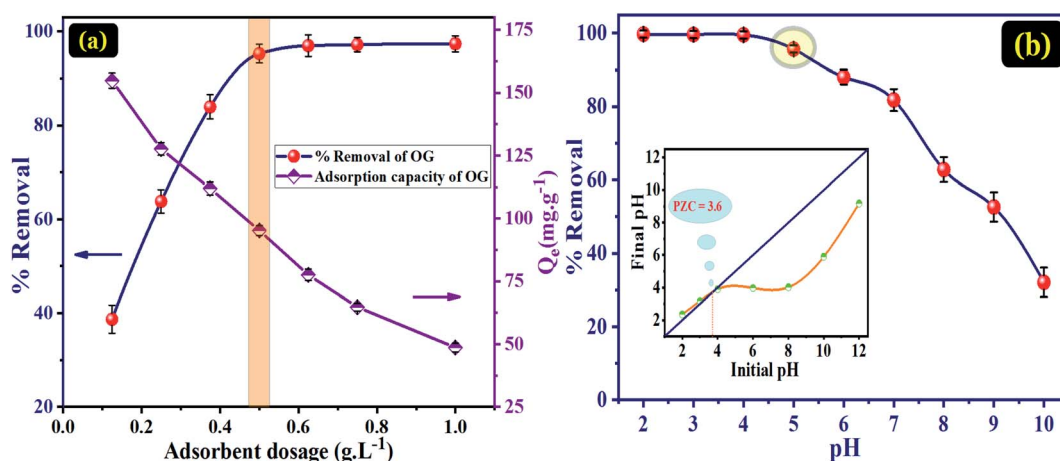 (a)
100
80
60
40
20
% Removal
0.0 0.2 0.4 0.6 0.8 1.0
Adsorbent dosage (g.L-1)
175
150
125
100
75
50
25
Qe(mg.g-1)
% Removal of OG
Adsorption capacity of OG
(b)
100
80
60
30
0
% Removal
2 3 4 5 6 7 8 9 10
pH
12
10
8
6
4
2
Final pH
PZC = 3.6
2 4 6 8 10 12
Initial pH